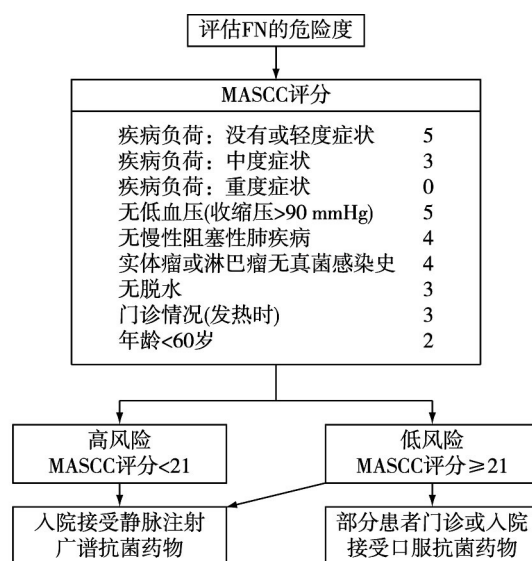 评估FN的危险度
MASCC评分
疾病负荷：没有或轻度症状 5
疾病负荷：中度症状 3
疾病负荷：重度症状 0
无低血压(收缩压>90 mmHg) 5
无慢性阻塞性肺疾病 4
实体瘤或淋巴瘤无真菌感染史 4
无脱水 3
门诊情况(发热时) 3
年龄<60岁 2
高风险
MASCC评分<21
低风险
MASCC评分≥21
入院接受静脉注射
广谱抗菌药物
部分患者门诊或入院
接受口服抗菌药物